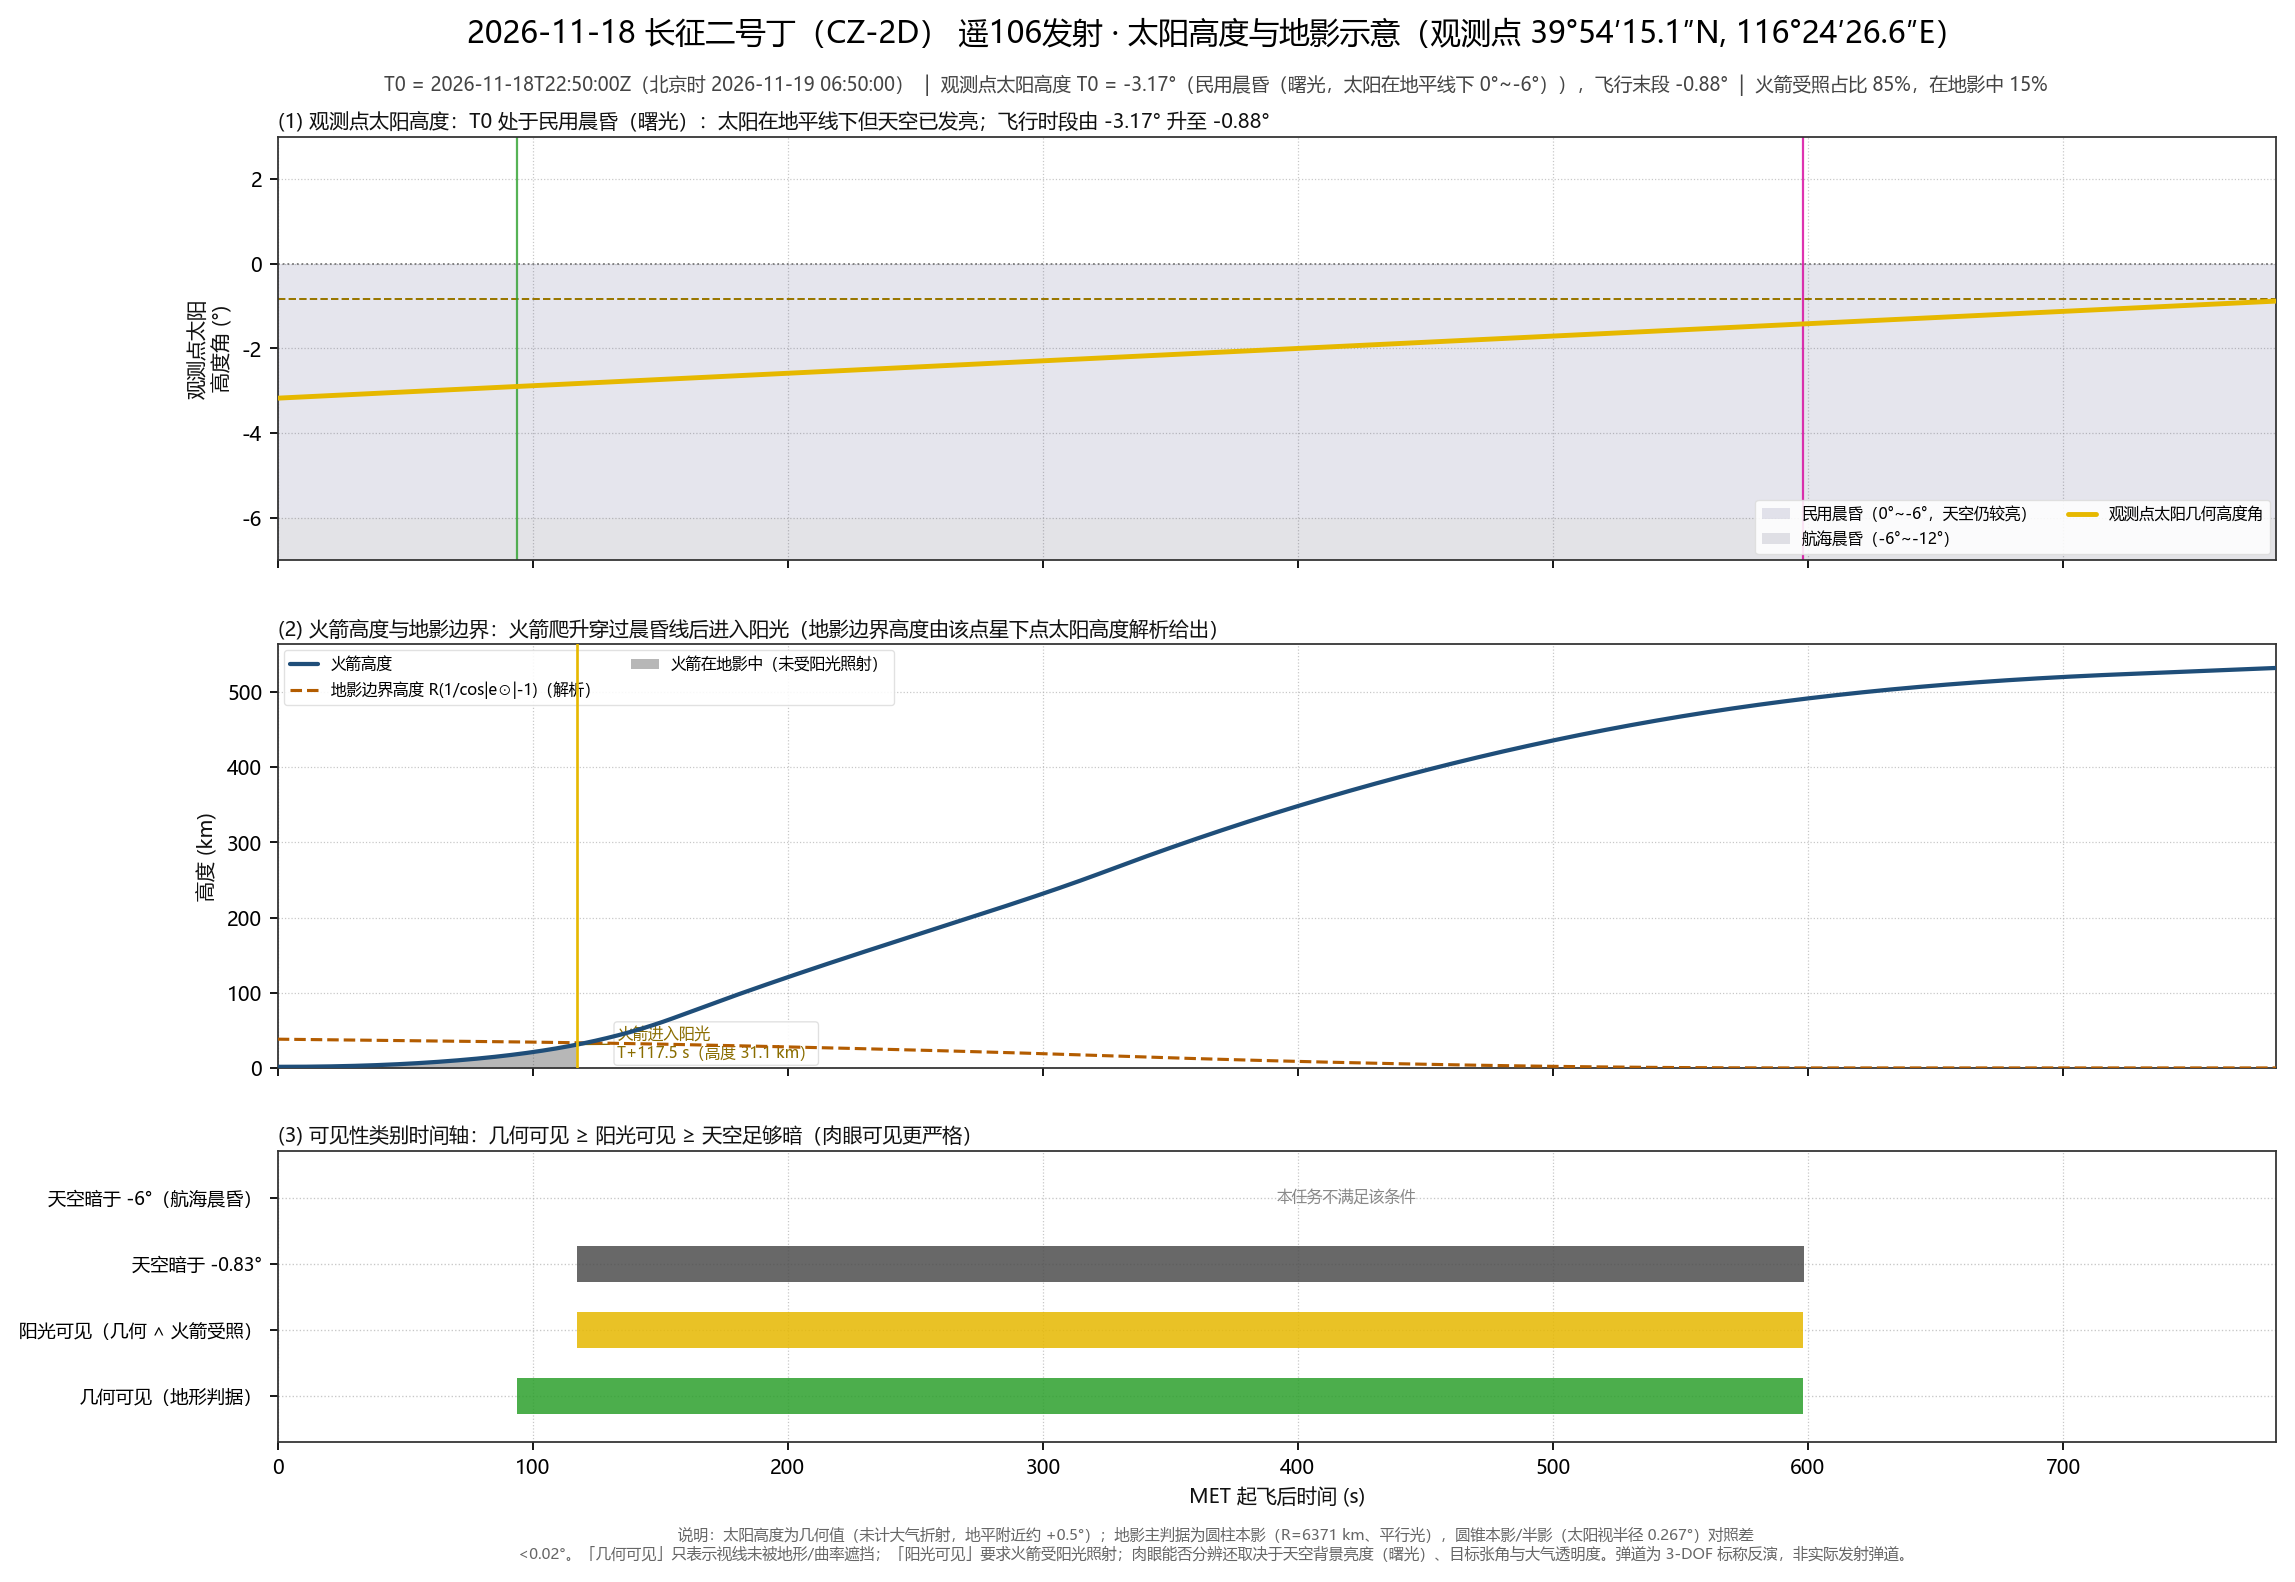 2026-11-18 长征二号丁（CZ-2D） 遥106发射 · 太阳高度与地影示意（观测点 39°54′15.1″N, 116°24′26.6″E）
T0 = 2026-11-18T22:50:00Z（北京时 2026-11-19 06:50:00） | 观测点太阳高度 T0 = -3.17°（民用晨昏（曙光，太阳在地平线下 0°~-6°）），飞行末段 -0.88° | 火箭受照占比 85%，在地影中 15%
(1) 观测点太阳高度：T0 处于民用晨昏（曙光）：太阳在地平线下但天空已发亮；飞行时段由 -3.17° 升至 -0.88°
观测点太阳
高度角 (°)
2
0
-2
-4
-6
民用晨昏（0°~-6°，天空仍较亮）
航海晨昏（-6°~-12°）
观测点太阳几何高度角
(2) 火箭高度与地影边界：火箭爬升穿过晨昏线后进入阳光（地影边界高度由该点星下点太阳高度解析给出）
火箭高度
地影边界高度 R(1/cos|e☉|-1)（解析）
火箭在地影中（未受阳光照射）
高度 (km)
500
400
300
200
100
0
火箭进入阳光
T+117.5 s（高度 31.1 km）
(3) 可见性类别时间轴：几何可见 ≥ 阳光可见 ≥ 天空足够暗（肉眼可见更严格）
天空暗于 -6°（航海晨昏）
本任务不满足该条件
天空暗于 -0.83°
阳光可见（几何 ∧ 火箭受照）
几何可见（地形判据）
0 100 200 300 400 500 600 700
MET 起飞后时间 (s)
说明：太阳高度为几何值（未计大气折射，地平附近约 +0.5°）；地影主判据为圆柱本影（R=6371 km、平行光），圆锥本影/半影（太阳视半径 0.267°）对照差
<0.02°。「几何可见」只表示视线未被地形/曲率遮挡；「阳光可见」要求火箭受阳光照射；肉眼能否分辨还取决于天空背景亮度（曙光）、目标张角与大气透明度。弹道为 3-DOF 标称反演，非实际发射弹道。